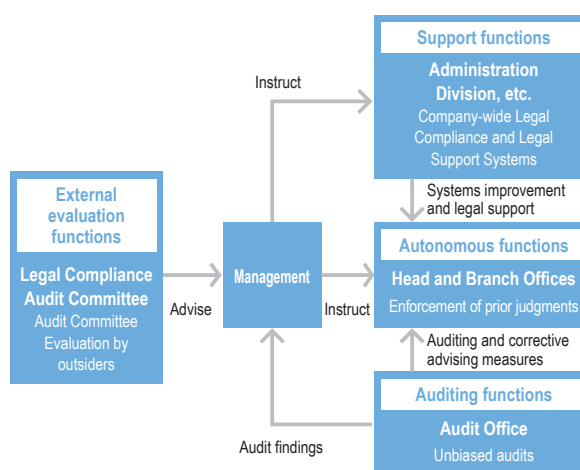 Support functions
Administration
Division, etc.
Company-wide Legal
Compliance and Legal
Support Systems
Instruct
Systems improvement
and legal support
External
evaluation
functions
Legal Compliance
Audit Committee
Audit Committee
Evaluation by
outsiders
Advise
Management
Instruct
Autonomous functions
Head and Branch Offices
Enforcement of prior judgments
Auditing and corrective
advising measures
Auditing functions
Audit Office
Unbiased audits
Audit findings